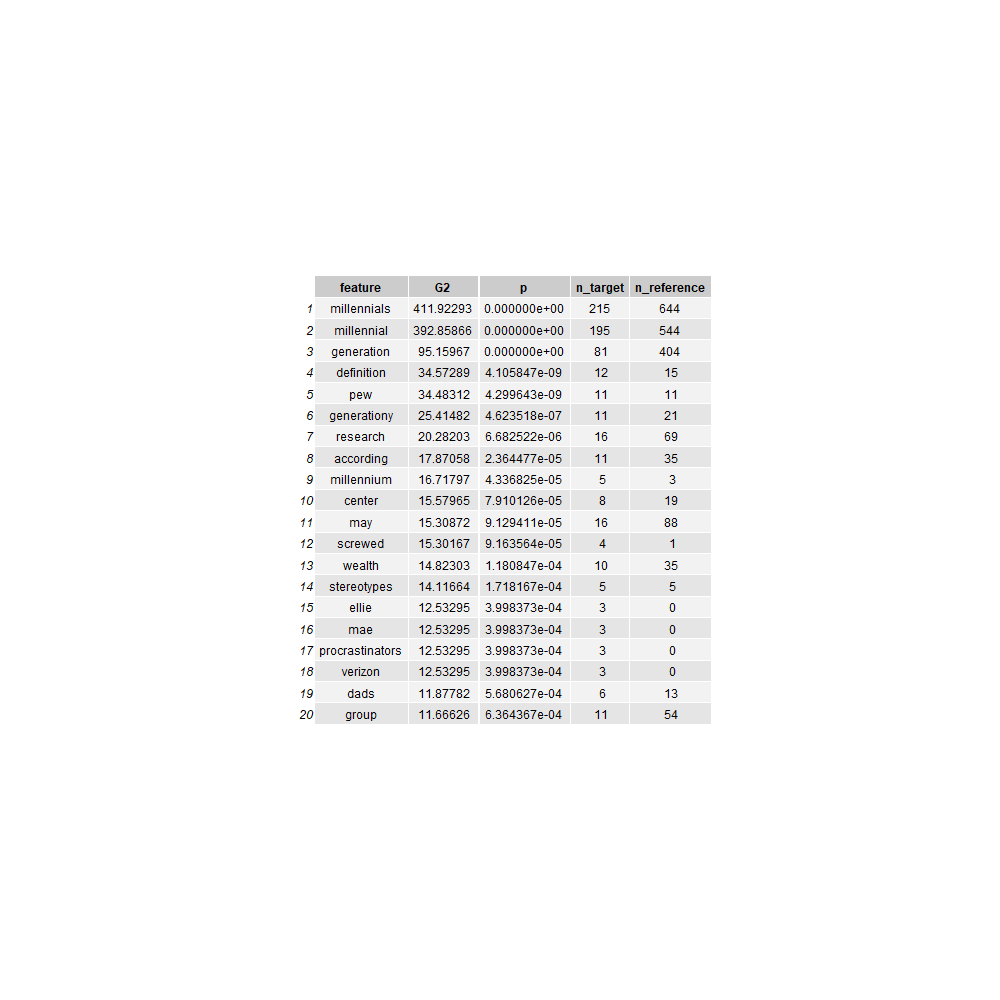 feature G2 p n_target n_reference
1 millennials 411.92293 0.000000e+00 215 644
2 millennial 392.85866 0.000000e+00 195 544
3 generation 95.15967 0.000000e+00 81 404
4 definition 34.57289 4.105847e-09 12 15
5 pew 34.48312 4.299643e-09 11 11
6 generationy 25.41482 4.623518e-07 11 21
7 research 20.28203 6.682522e-06 16 69
8 according 17.87058 2.364477e-05 11 35
9 millennium 16.71797 4.336825e-05 5 3
10 center 15.57965 7.910126e-05 8 19
11 may 15.30872 9.129411e-05 16 88
12 screwed 15.30167 9.163564e-05 4 1
13 wealth 14.82303 1.180847e-04 10 35
14 stereotypes 14.11664 1.718167e-04 5 5
15 ellie 12.53295 3.998373e-04 3 0
16 mae 12.53295 3.998373e-04 3 0
17 procrastinators 12.53295 3.998373e-04 3 0
18 verizon 12.53295 3.998373e-04 3 0
19 dads 11.87782 5.680627e-04 6 13
20 group 11.66626 6.364367e-04 11 54